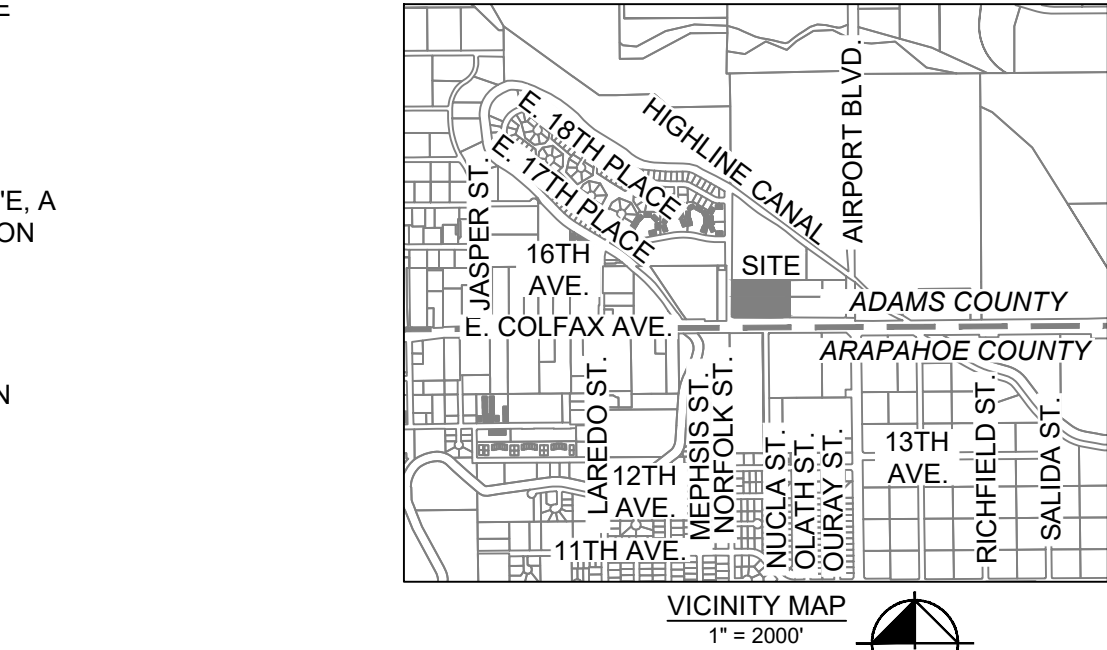 E
'E, A
ON
N
AIRPORT BLVD.
HIGHLINE CANAL
E. 18TH PLACE
E. 17TH PLACE
JASPER ST.
16TH
AVE.
SITE
ADAMS COUNTY
E. COLFAX AVE.
ARAPAHOE COUNTY
LAREDO ST.
MEPHSIS ST.
NORFOLK ST.
NUCLA ST.
OLATH ST.
OURAY ST.
13TH
AVE.
RICHFIELD ST.
SALIDA ST.
12TH
AVE.
11TH AVE.
VICINITY MAP
1" = 2000'